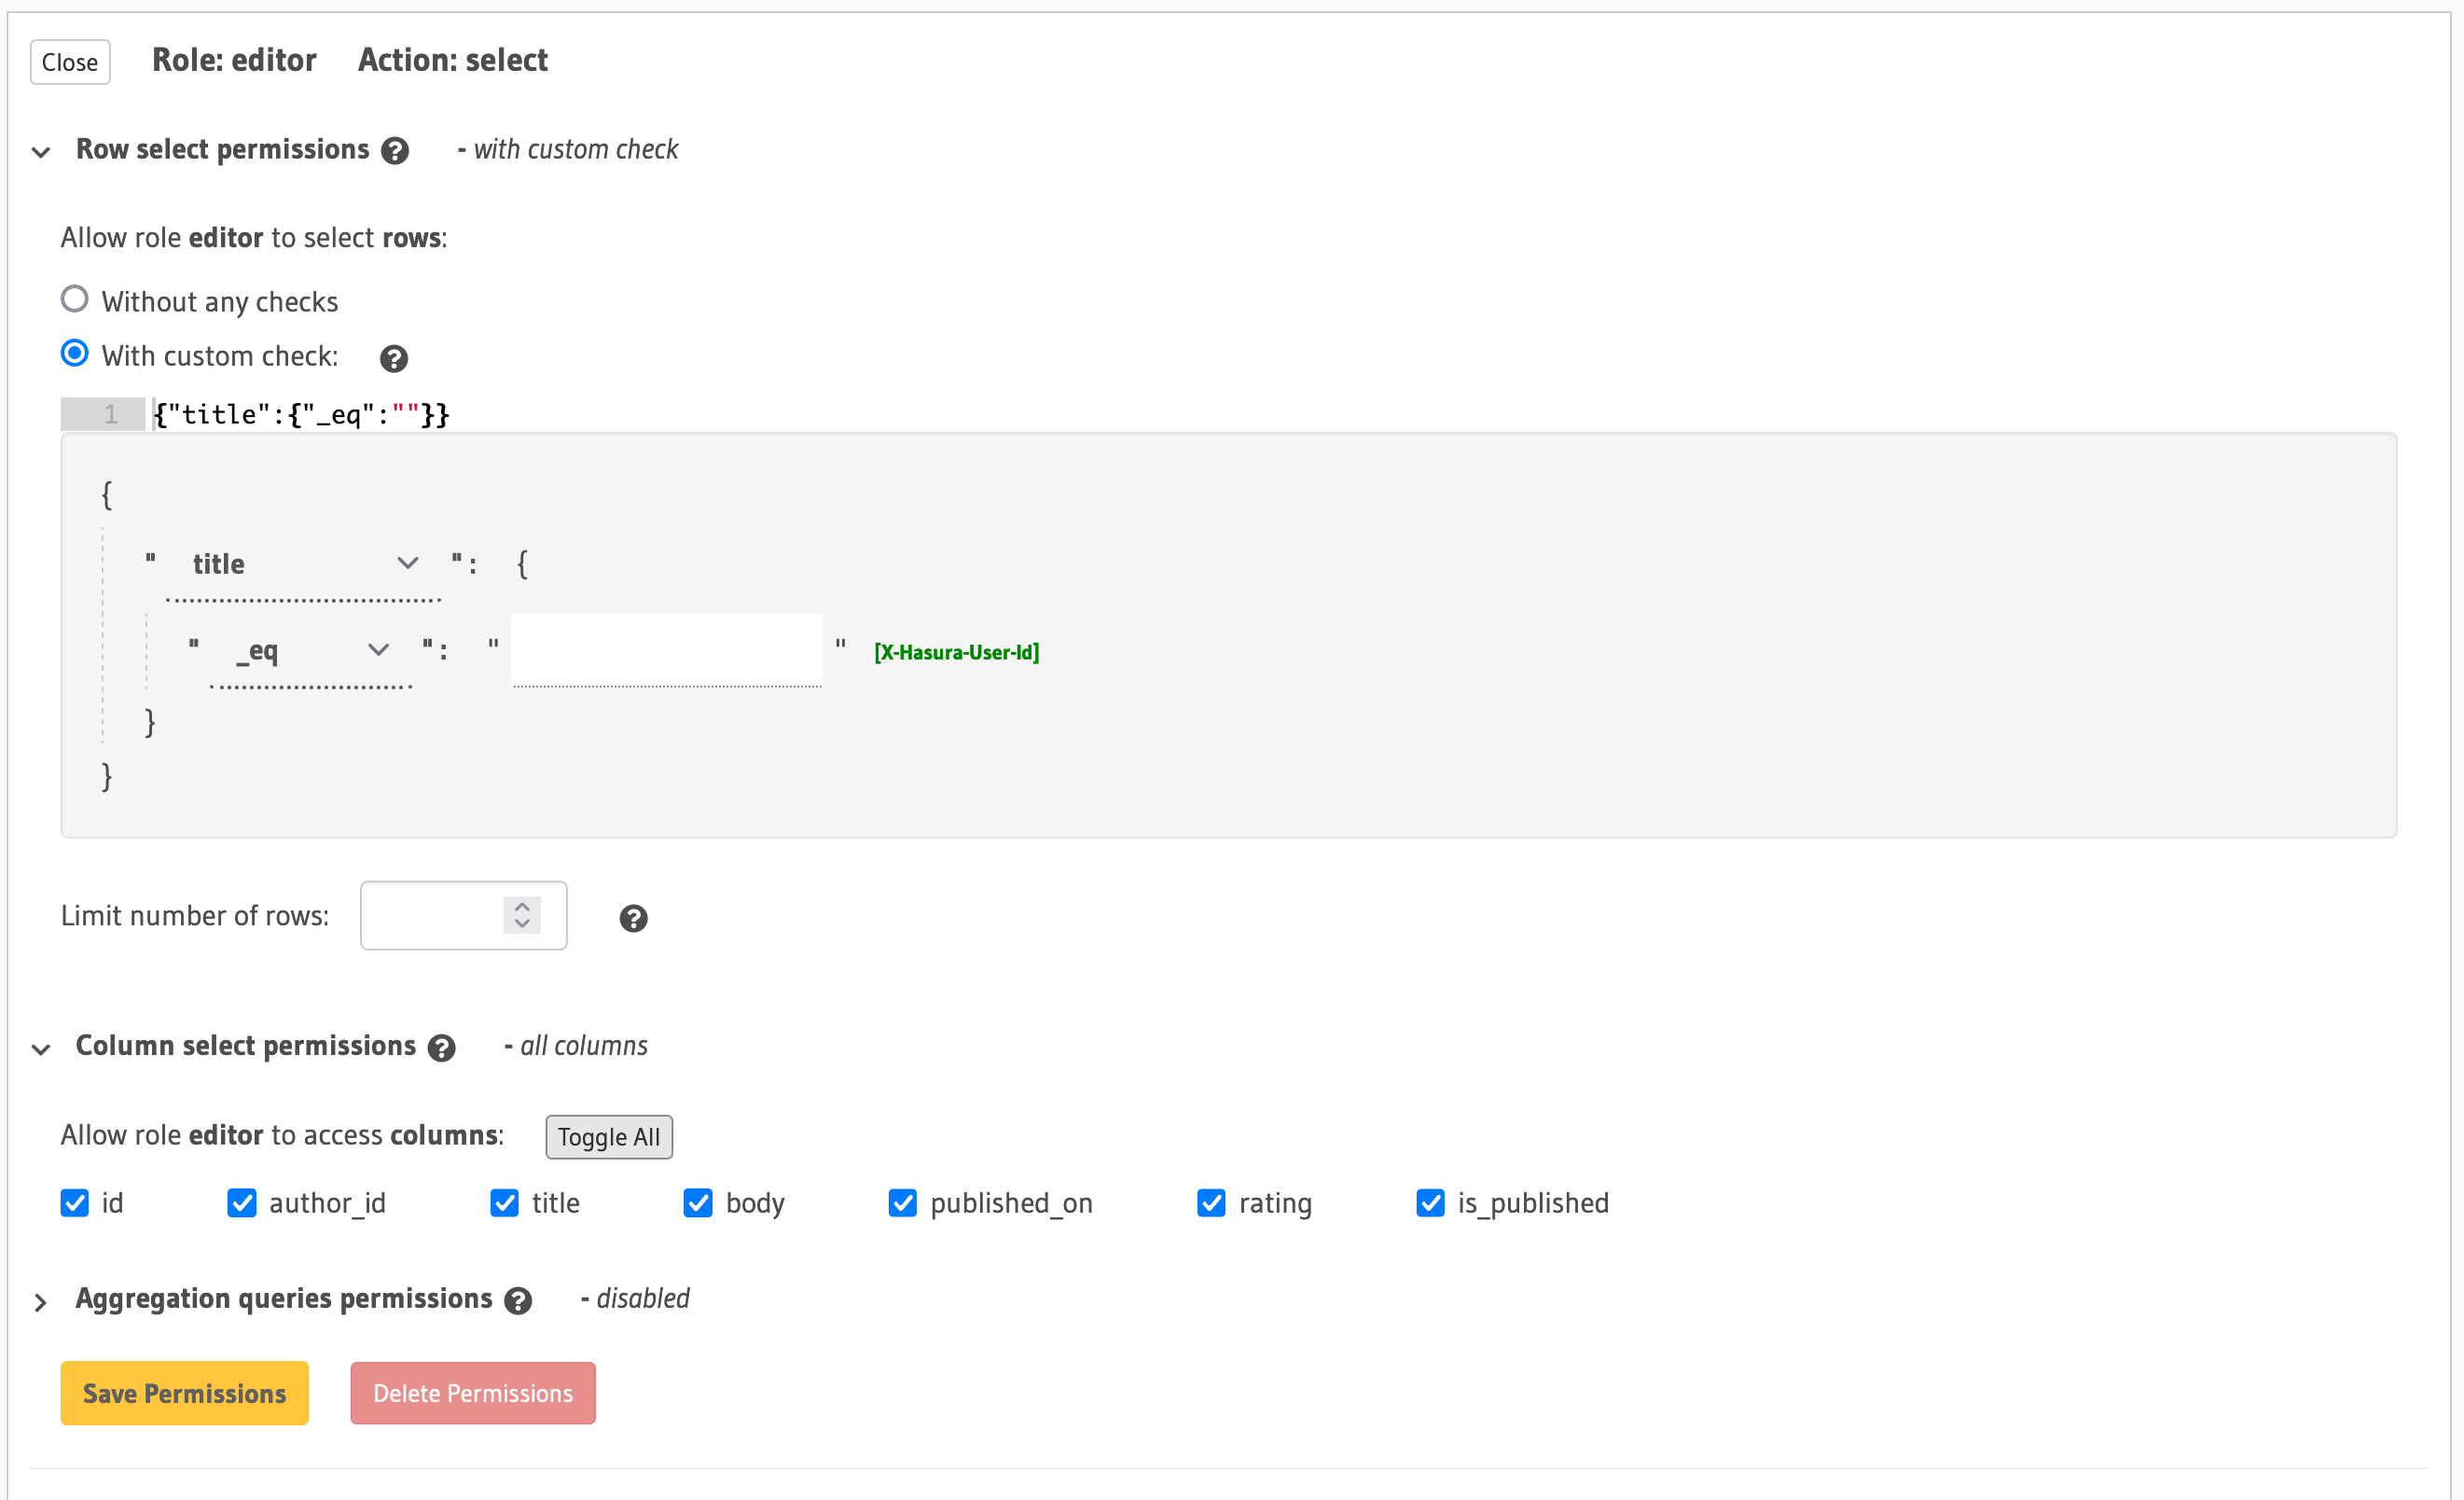 Close Role: editor Action: select
Row select permissions ? - with custom check
Allow role editor to select rows:
Without any checks
With custom check: ?
1 {"title":{"_eq":""}}
{
" title ": {
" _eq ": " " [X-Hasura-User-Id]
}
}
Limit number of rows: ?
Column select permissions ? - all columns
Allow role editor to access columns: Toggle All
id author_id title body published_on rating is_published
Aggregation queries permissions ? - disabled
Save Permissions Delete Permissions